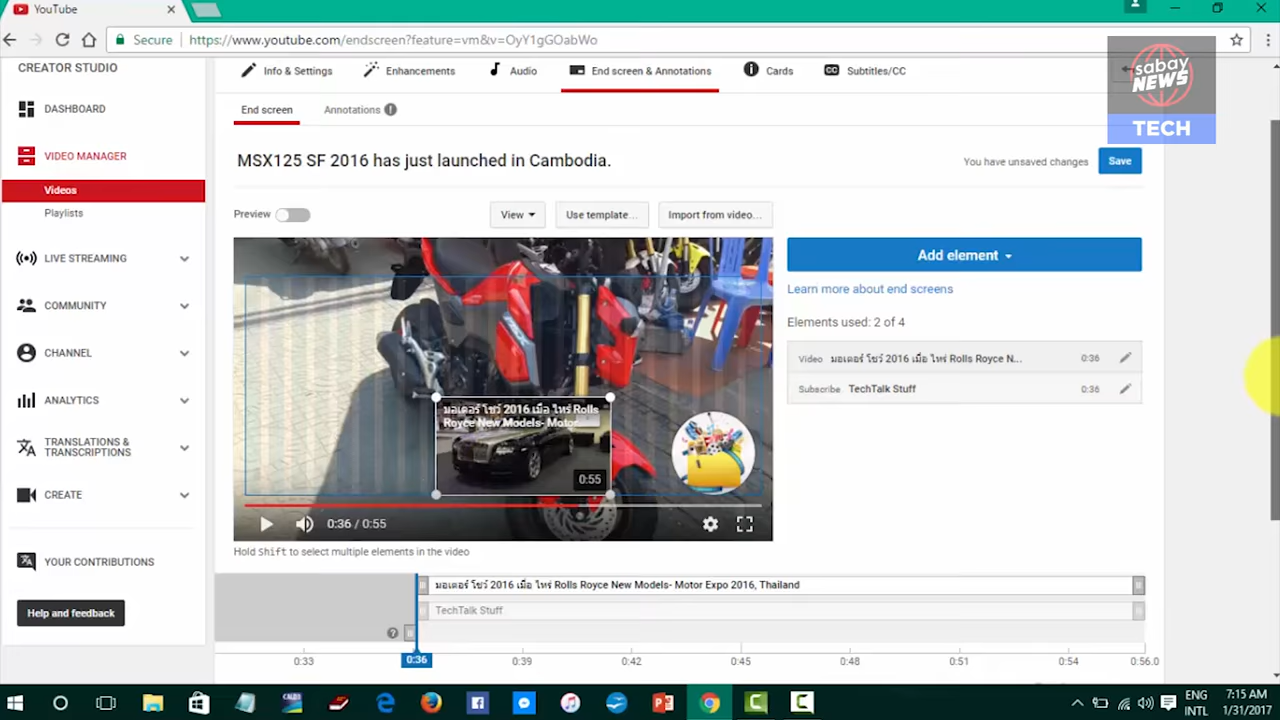 YouTube
Secure
https://www.youtube.com/endscreen?feature=vm&v=OyY1gGOabWo
sabay
NEWS
TECH
CREATOR STUDIO
DASHBOARD
VIDEO MANAGER
Videos
Playlists
LIVE STREAMING
COMMUNITY
CHANNEL
ANALYTICS
TRANSLATIONS &
TRANSCRIPTIONS
CREATE
YOUR CONTRIBUTIONS
Help and feedback
Info & Settings
Enhancements
Audio
End screen & Annotations
Cards
CC Subtitles/CC
End screen
Annotations
MSX125 SF 2016 has just launched in Cambodia.
You have unsaved changes
Save
Preview
View
Use template...
Import from video...
มอเตอร์ โชว์ 2016 เมื่อ ไหร่ Rolls
Royce New Models- Motor
0:55
0:36 / 0:55
Hold Shift to select multiple elements in the video
Add element
Learn more about end screens
Elements used: 2 of 4
Video มอเตอร์ โชว์ 2016 เมื่อ ไหร่ Rolls Royce N... 0:36
Subscribe TechTalk Stuff 0:36
มอเตอร์ โชว์ 2016 เมื่อ ไหร่ Rolls Royce New Models- Motor Expo 2016, Thailand
TechTalk Stuff
0:33
0:36
0:39
0:42
0:45
0:48
0:51
0:54
0:56.0
ENG
INTL
7:15 AM
1/31/2017